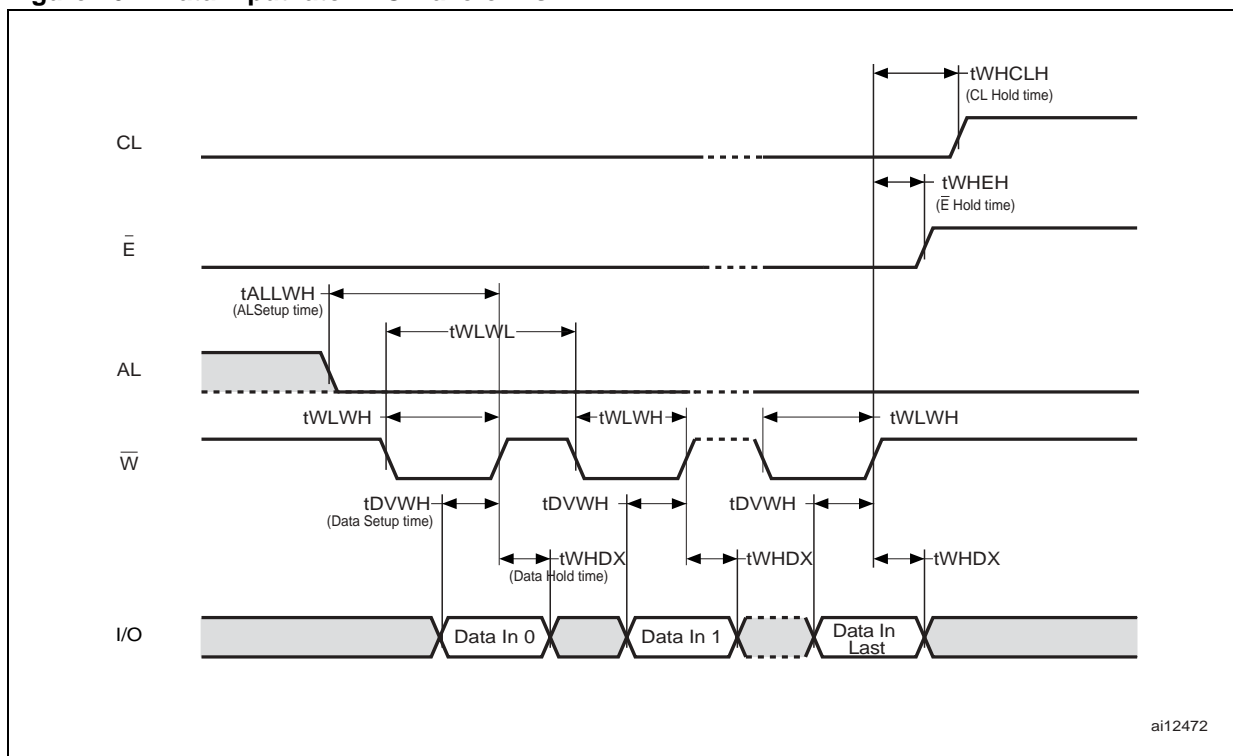 tWHCLH
(CL Hold time)
CL
tWHEH
(E̅ Hold time)
E̅
tALLWH
(ALSetup time)
tWLWL
AL
tWLWH
tWLWH
tWLWH
W̅
tDVWH
(Data Setup time)
tDVWH
tDVWH
tWHDX
(Data Hold time)
tWHDX
tWHDX
I/O
Data In 0
Data In 1
Data In
Last
ai12472